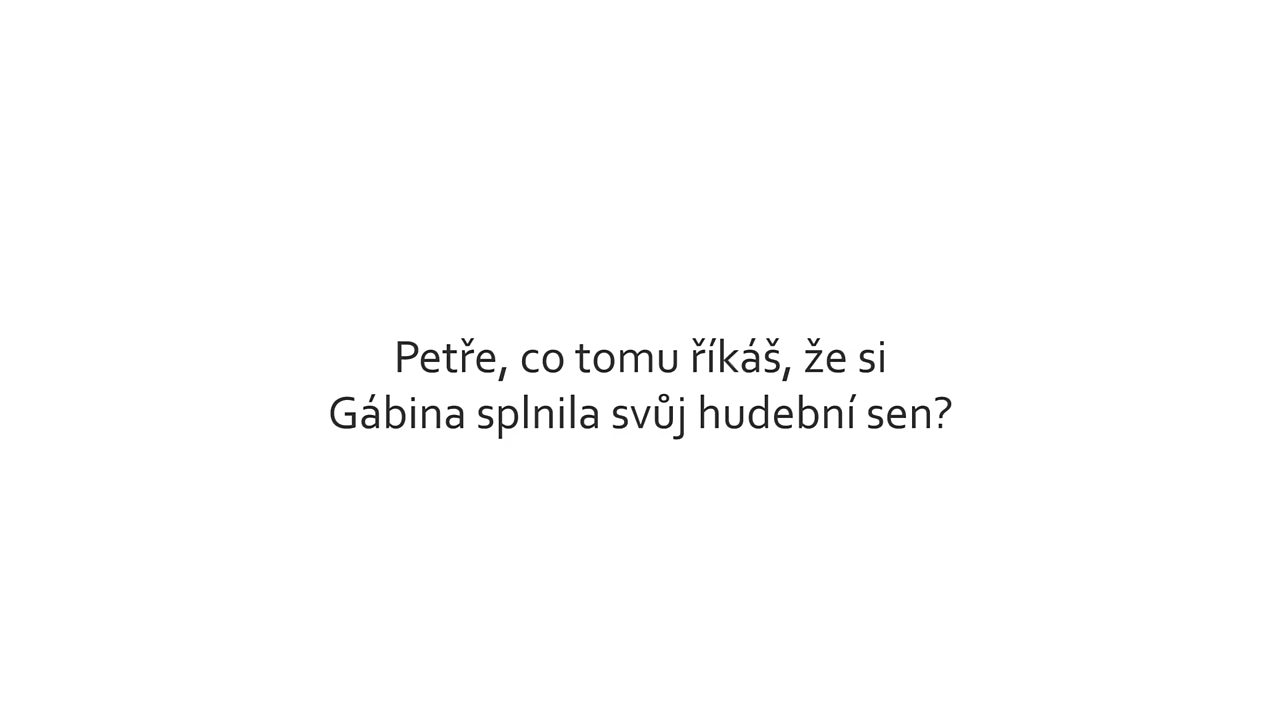 Petře, co tomu říkáš, že si
Gábina splnila svůj hudební sen?